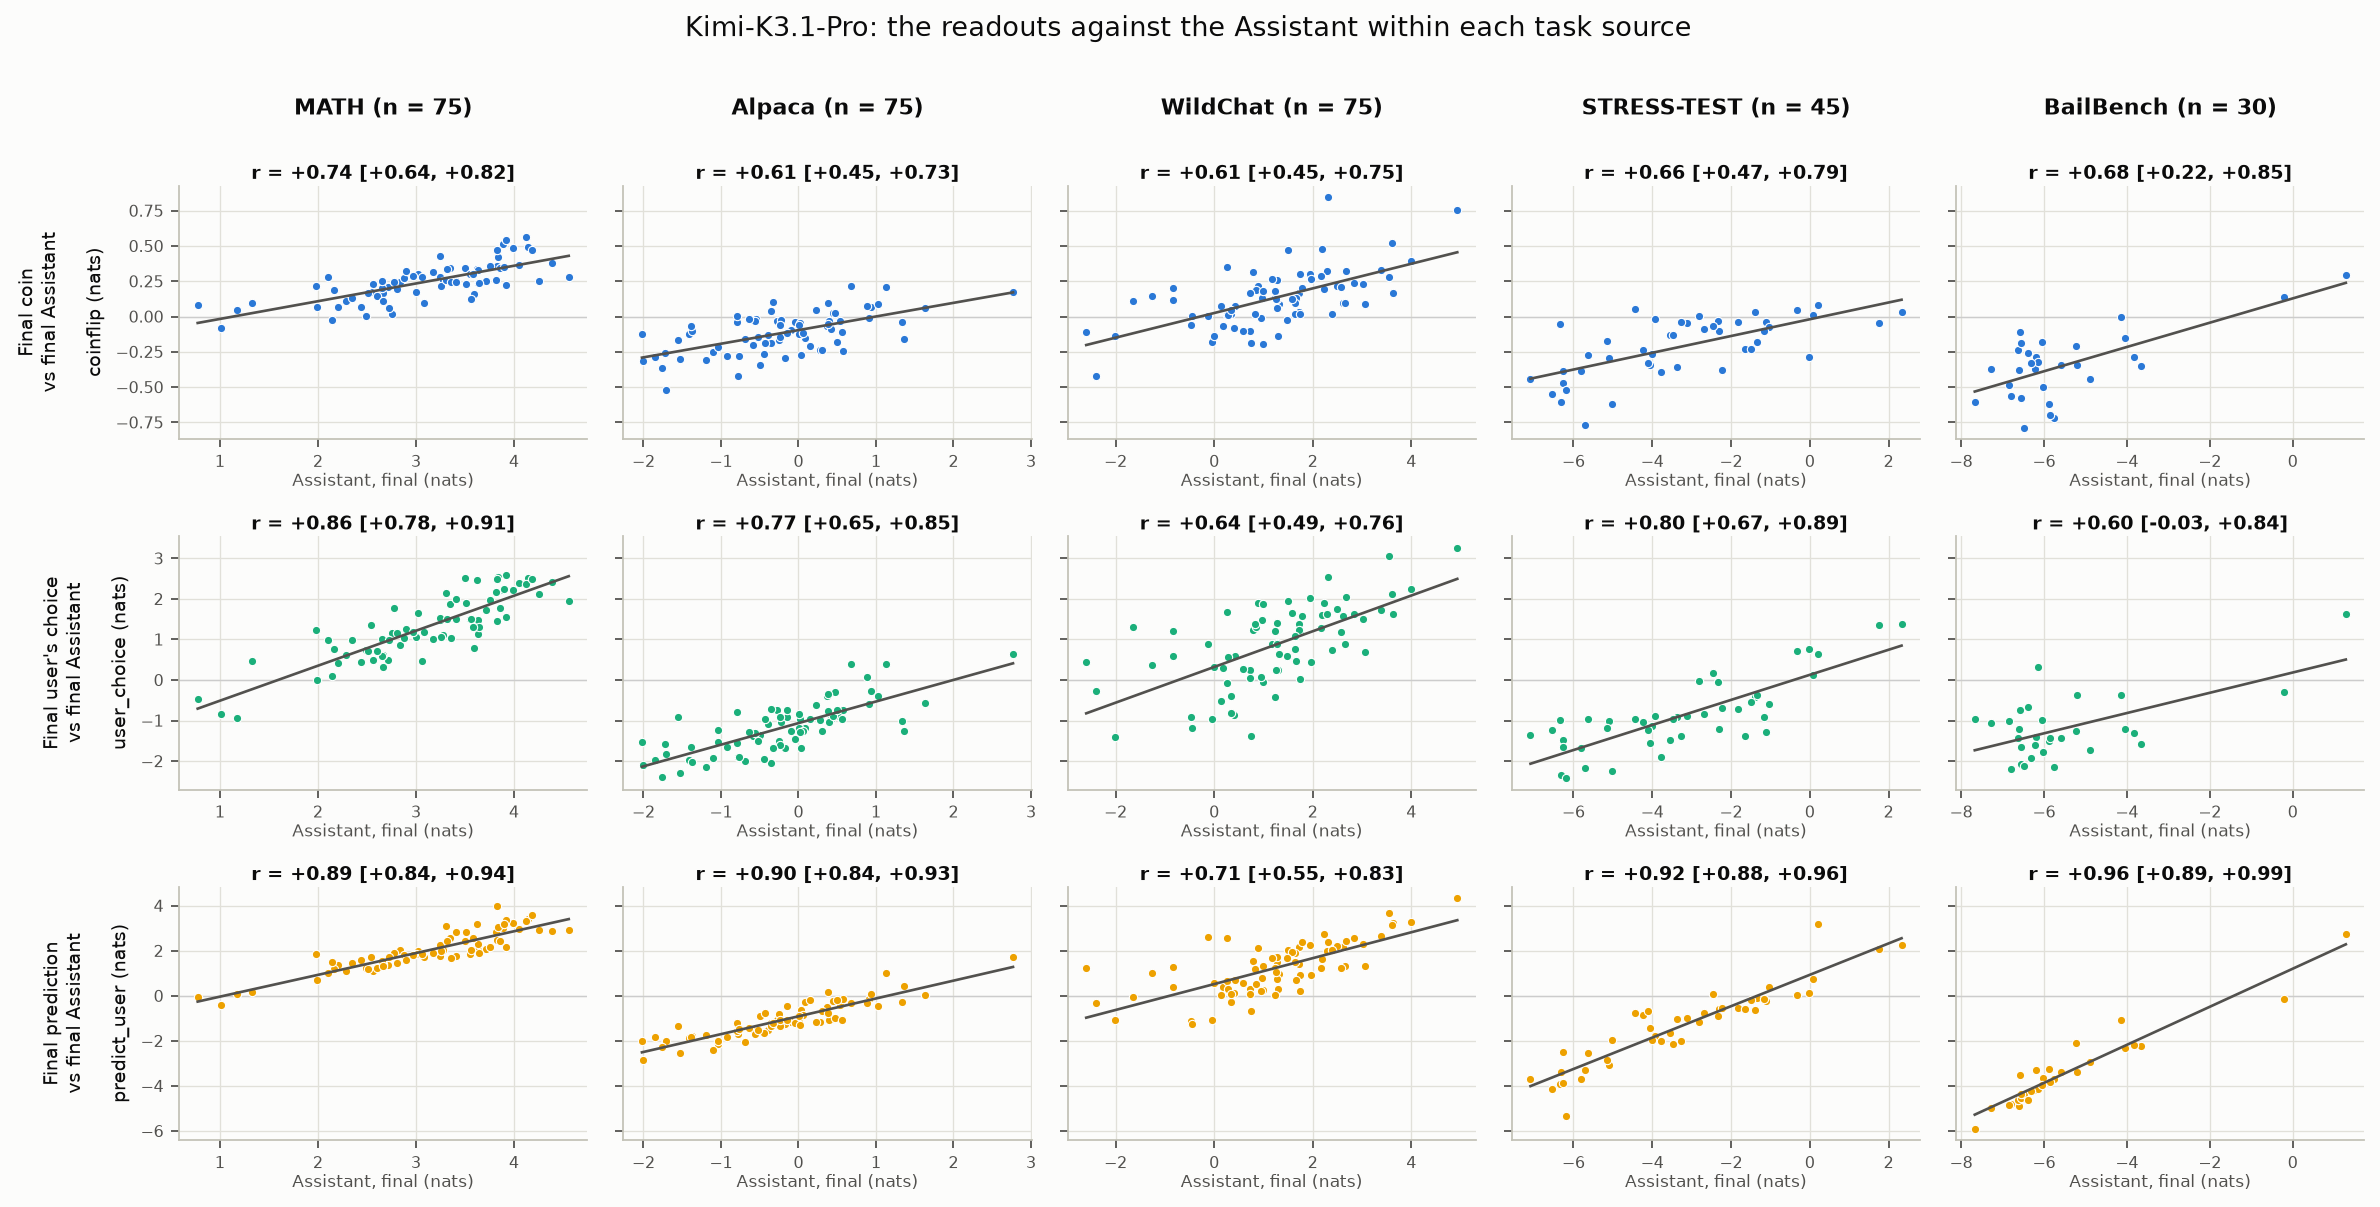 Kimi-K3.1-Pro: the readouts against the Assistant within each task source
MATH (n = 75)
Alpaca (n = 75)
WildChat (n = 75)
STRESS-TEST (n = 45)
BailBench (n = 30)
Final coin
vs final Assistant
coinflip (nats)
r = +0.74 [+0.64, +0.82]
r = +0.61 [+0.45, +0.73]
r = +0.61 [+0.45, +0.75]
r = +0.66 [+0.47, +0.79]
r = +0.68 [+0.22, +0.85]
0.75
0.50
0.25
0.00
−0.25
−0.50
−0.75
1 2 3 4
−2 −1 0 1 2 3
−2 0 2 4
−6 −4 −2 0 2
−8 −6 −4 −2 0
Assistant, final (nats)
Assistant, final (nats)
Assistant, final (nats)
Assistant, final (nats)
Assistant, final (nats)
Final user's choice
vs final Assistant
user_choice (nats)
r = +0.86 [+0.78, +0.91]
r = +0.77 [+0.65, +0.85]
r = +0.64 [+0.49, +0.76]
r = +0.80 [+0.67, +0.89]
r = +0.60 [-0.03, +0.84]
3
2
1
0
−1
−2
1 2 3 4
−2 −1 0 1 2 3
−2 0 2 4
−6 −4 −2 0 2
−8 −6 −4 −2 0
Assistant, final (nats)
Assistant, final (nats)
Assistant, final (nats)
Assistant, final (nats)
Assistant, final (nats)
Final prediction
vs final Assistant
predict_user (nats)
r = +0.89 [+0.84, +0.94]
r = +0.90 [+0.84, +0.93]
r = +0.71 [+0.55, +0.83]
r = +0.92 [+0.88, +0.96]
r = +0.96 [+0.89, +0.99]
4
2
0
−2
−4
−6
1 2 3 4
−2 −1 0 1 2 3
−2 0 2 4
−6 −4 −2 0 2
−8 −6 −4 −2 0
Assistant, final (nats)
Assistant, final (nats)
Assistant, final (nats)
Assistant, final (nats)
Assistant, final (nats)